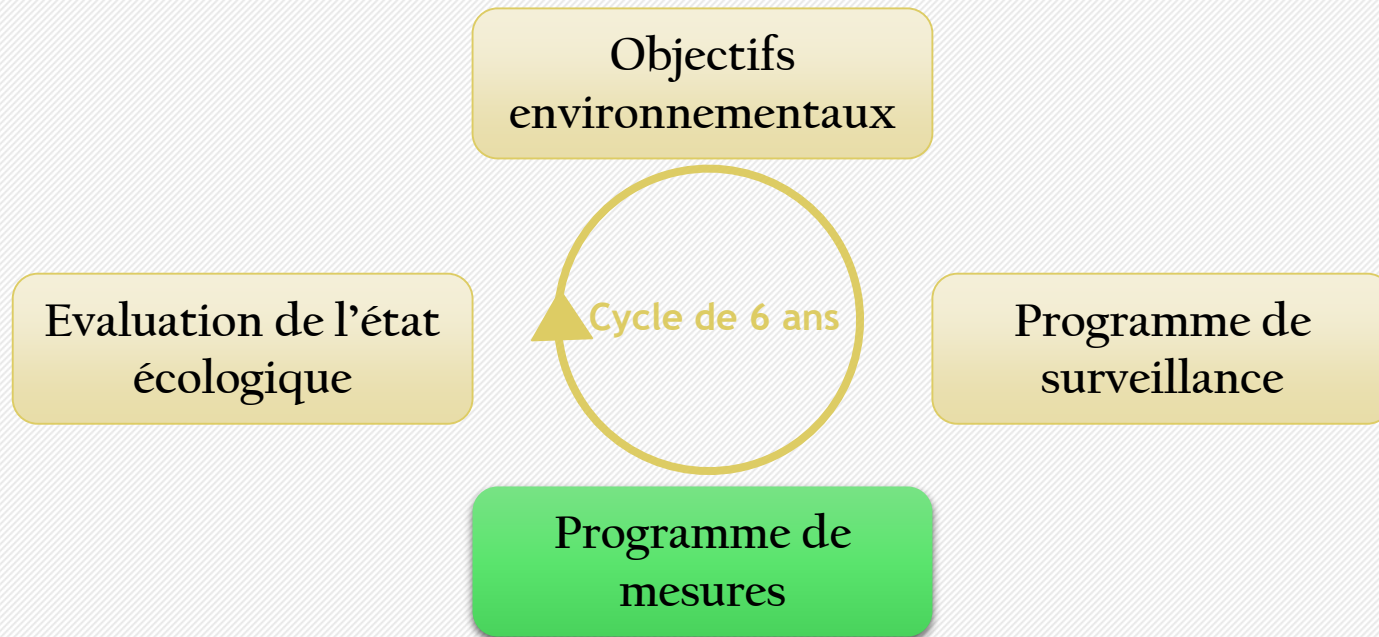 Objectifs
environnementaux
Evaluation de l’état
écologique
Cycle de 6 ans
Programme de
surveillance
Programme de
mesures